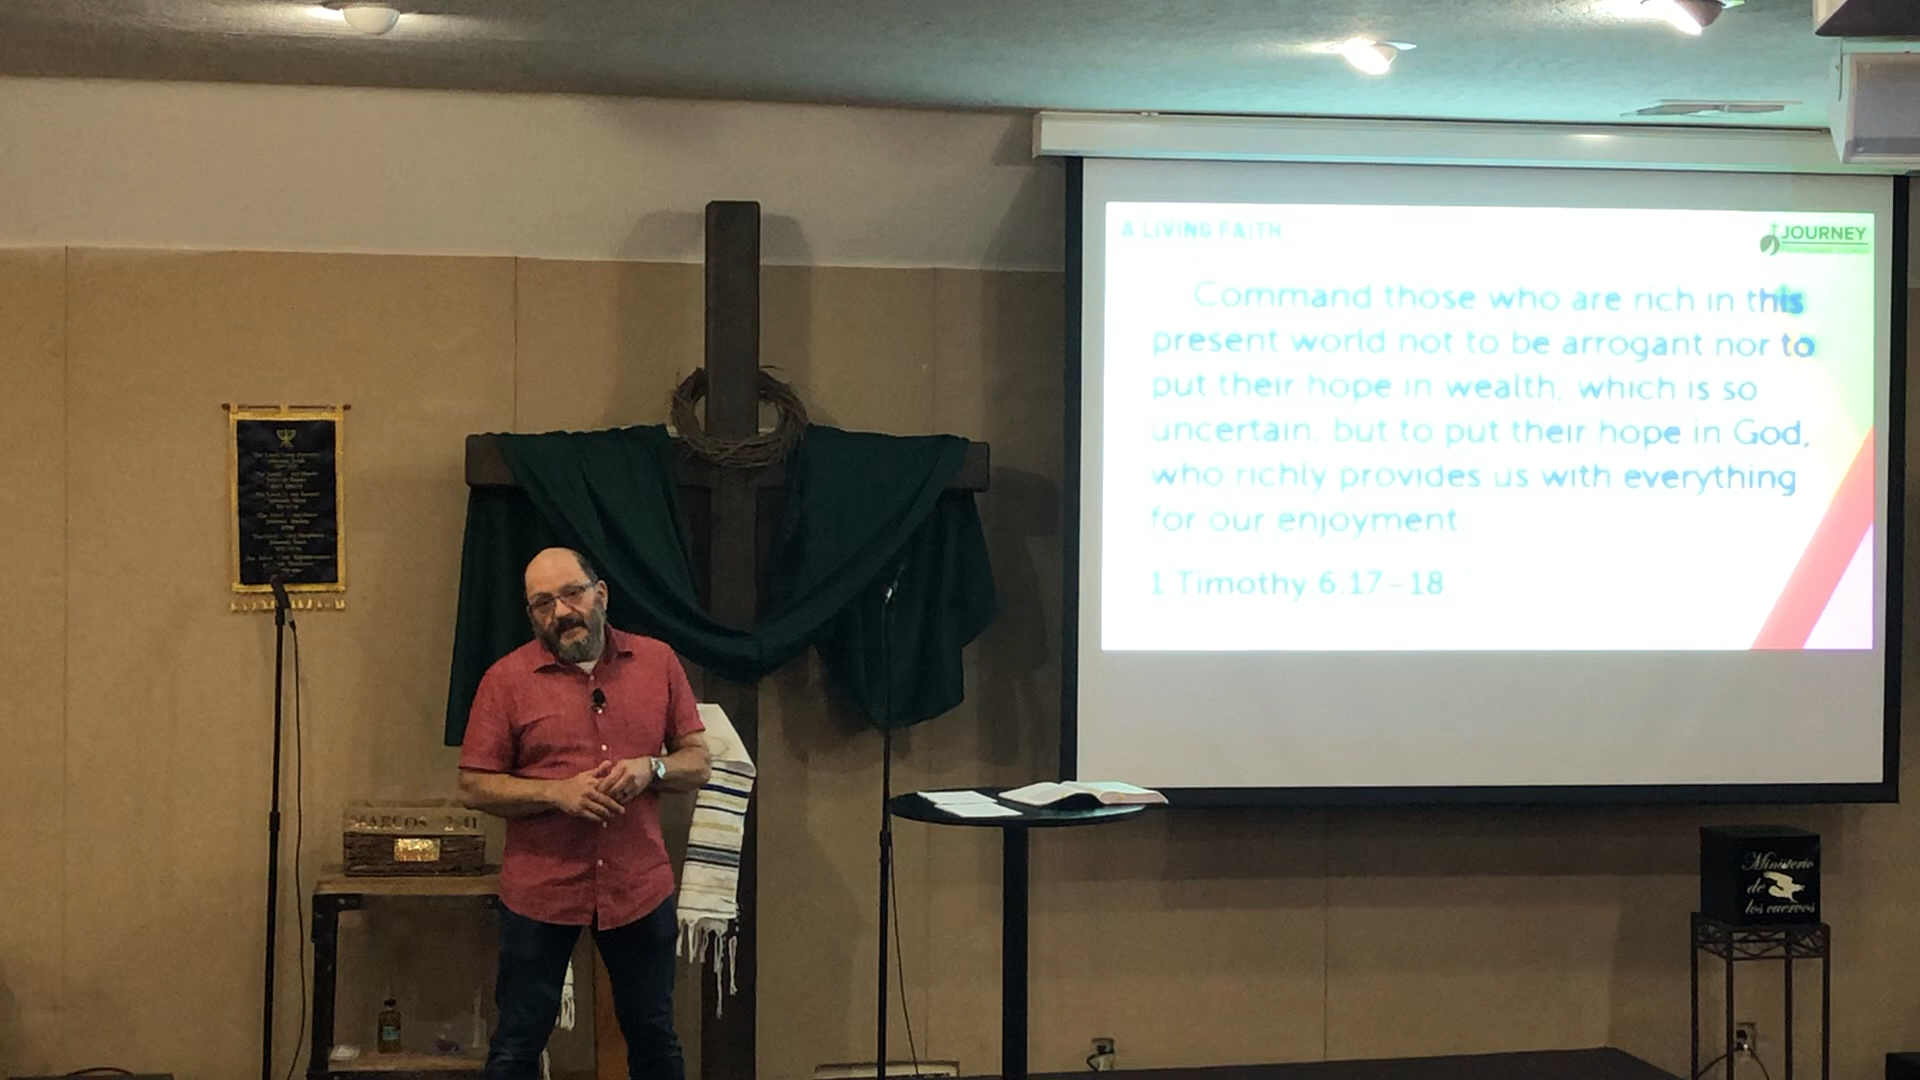 A LIVING FAITH
JOURNEY
Command those who are rich in this
present world not to be arrogant nor to
put their hope in wealth, which is so
uncertain, but to put their hope in God,
who richly provides us with everything
for our enjoyment.
1 Timothy 6:17–18
MARCOS 2:41
Ministerio
de
los cuervos